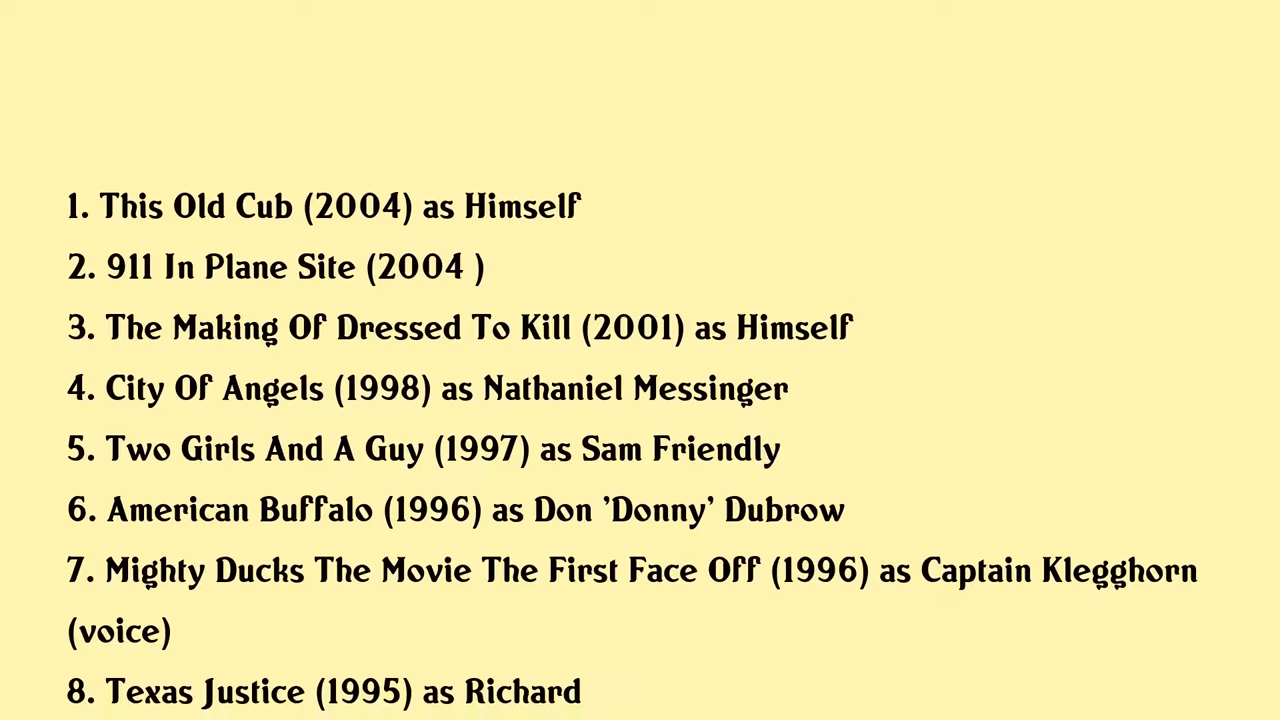 1. This Old Cub (2004) as Himself
2. 911 In Plane Site (2004 )
3. The Making Of Dressed To Kill (2001) as Himself
4. City Of Angels (1998) as Nathaniel Messinger
5. Two Girls And A Guy (1997) as Sam Friendly
6. American Buffalo (1996) as Don 'Donny' Dubrow
7. Mighty Ducks The Movie The First Face Off (1996) as Captain Klegghorn
(voice)
8. Texas Justice (1995) as Richard